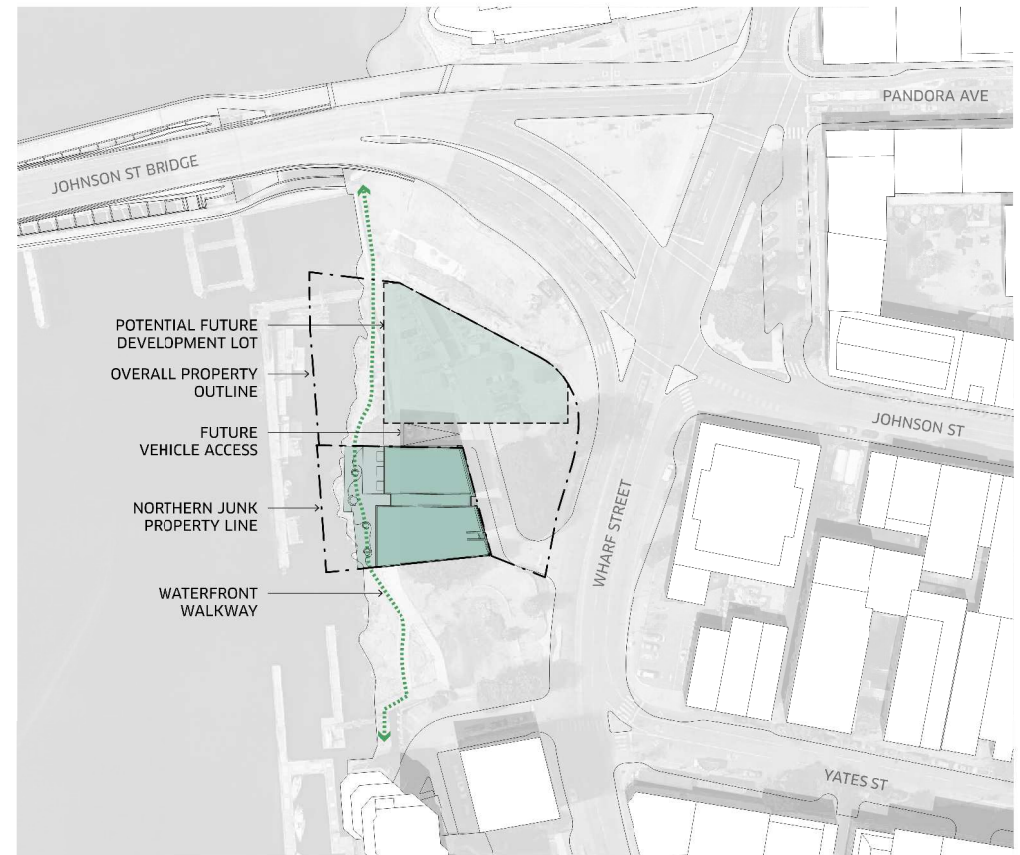 PANDORA AVE
JOHNSON ST BRIDGE
POTENTIAL FUTURE
DEVELOPMENT LOT
OVERALL PROPERTY
OUTLINE
FUTURE
VEHICLE ACCESS
JOHNSON ST
NORTHERN JUNK
PROPERTY LINE
WHARF STREET
WATERFRONT
WALKWAY
YATES ST